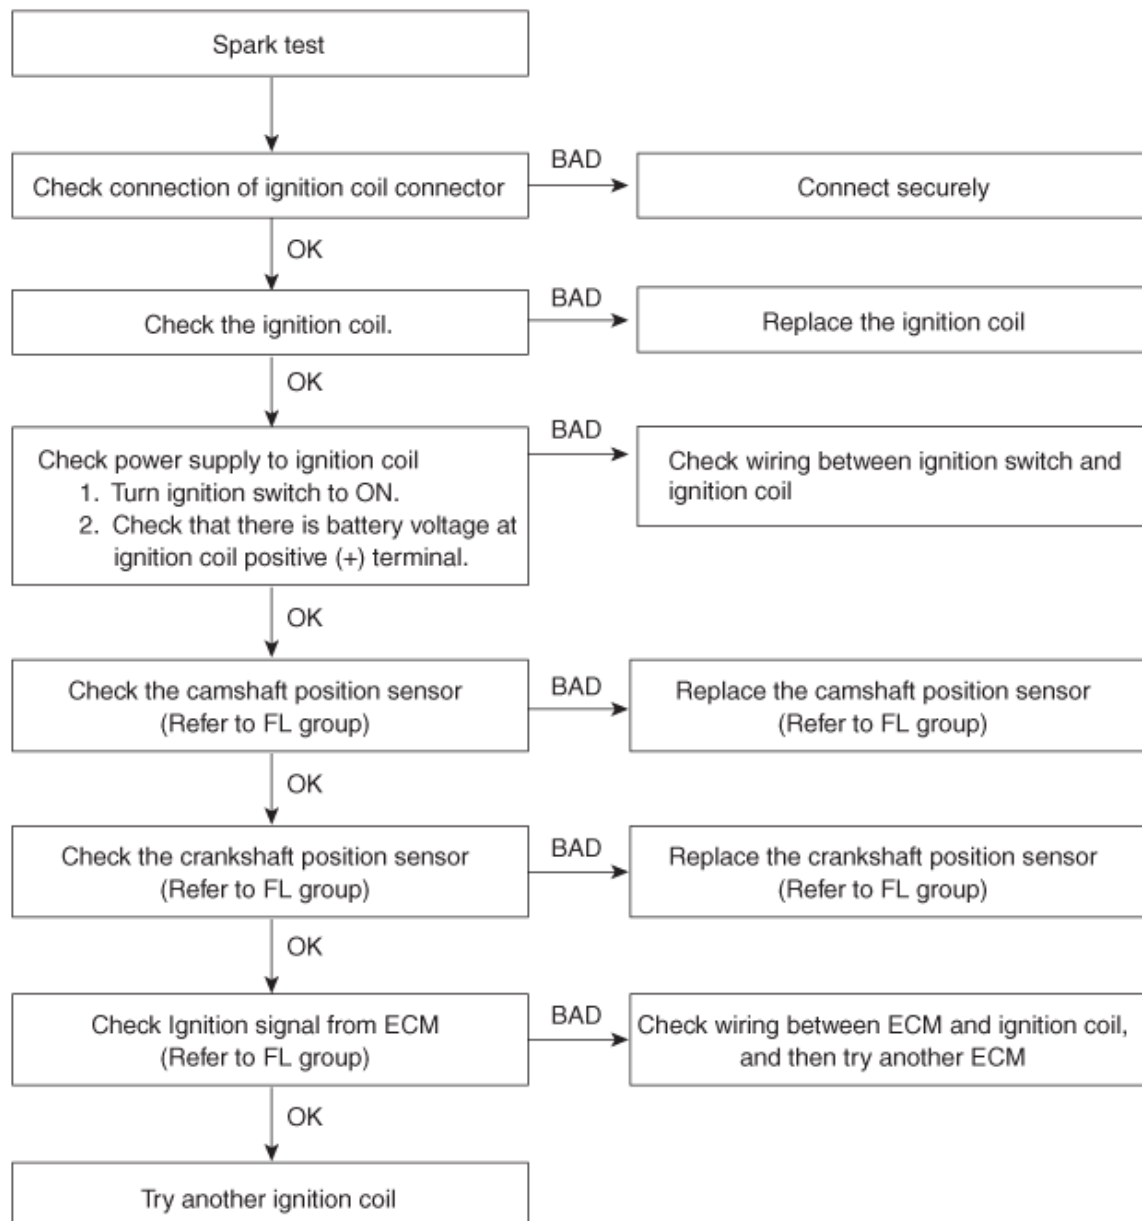 Spark test
Check connection of ignition coil connector
BAD
Connect securely
OK
Check the ignition coil.
BAD
Replace the ignition coil
OK
Check power supply to ignition coil
1. Turn ignition switch to ON.
2. Check that there is battery voltage at
ignition coil positive (+) terminal.
BAD
Check wiring between ignition switch and
ignition coil
OK
Check the camshaft position sensor
(Refer to FL group)
BAD
Replace the camshaft position sensor
(Refer to FL group)
OK
Check the crankshaft position sensor
(Refer to FL group)
BAD
Replace the crankshaft position sensor
(Refer to FL group)
OK
Check Ignition signal from ECM
(Refer to FL group)
BAD
Check wiring between ECM and ignition coil,
and then try another ECM
OK
Try another ignition coil